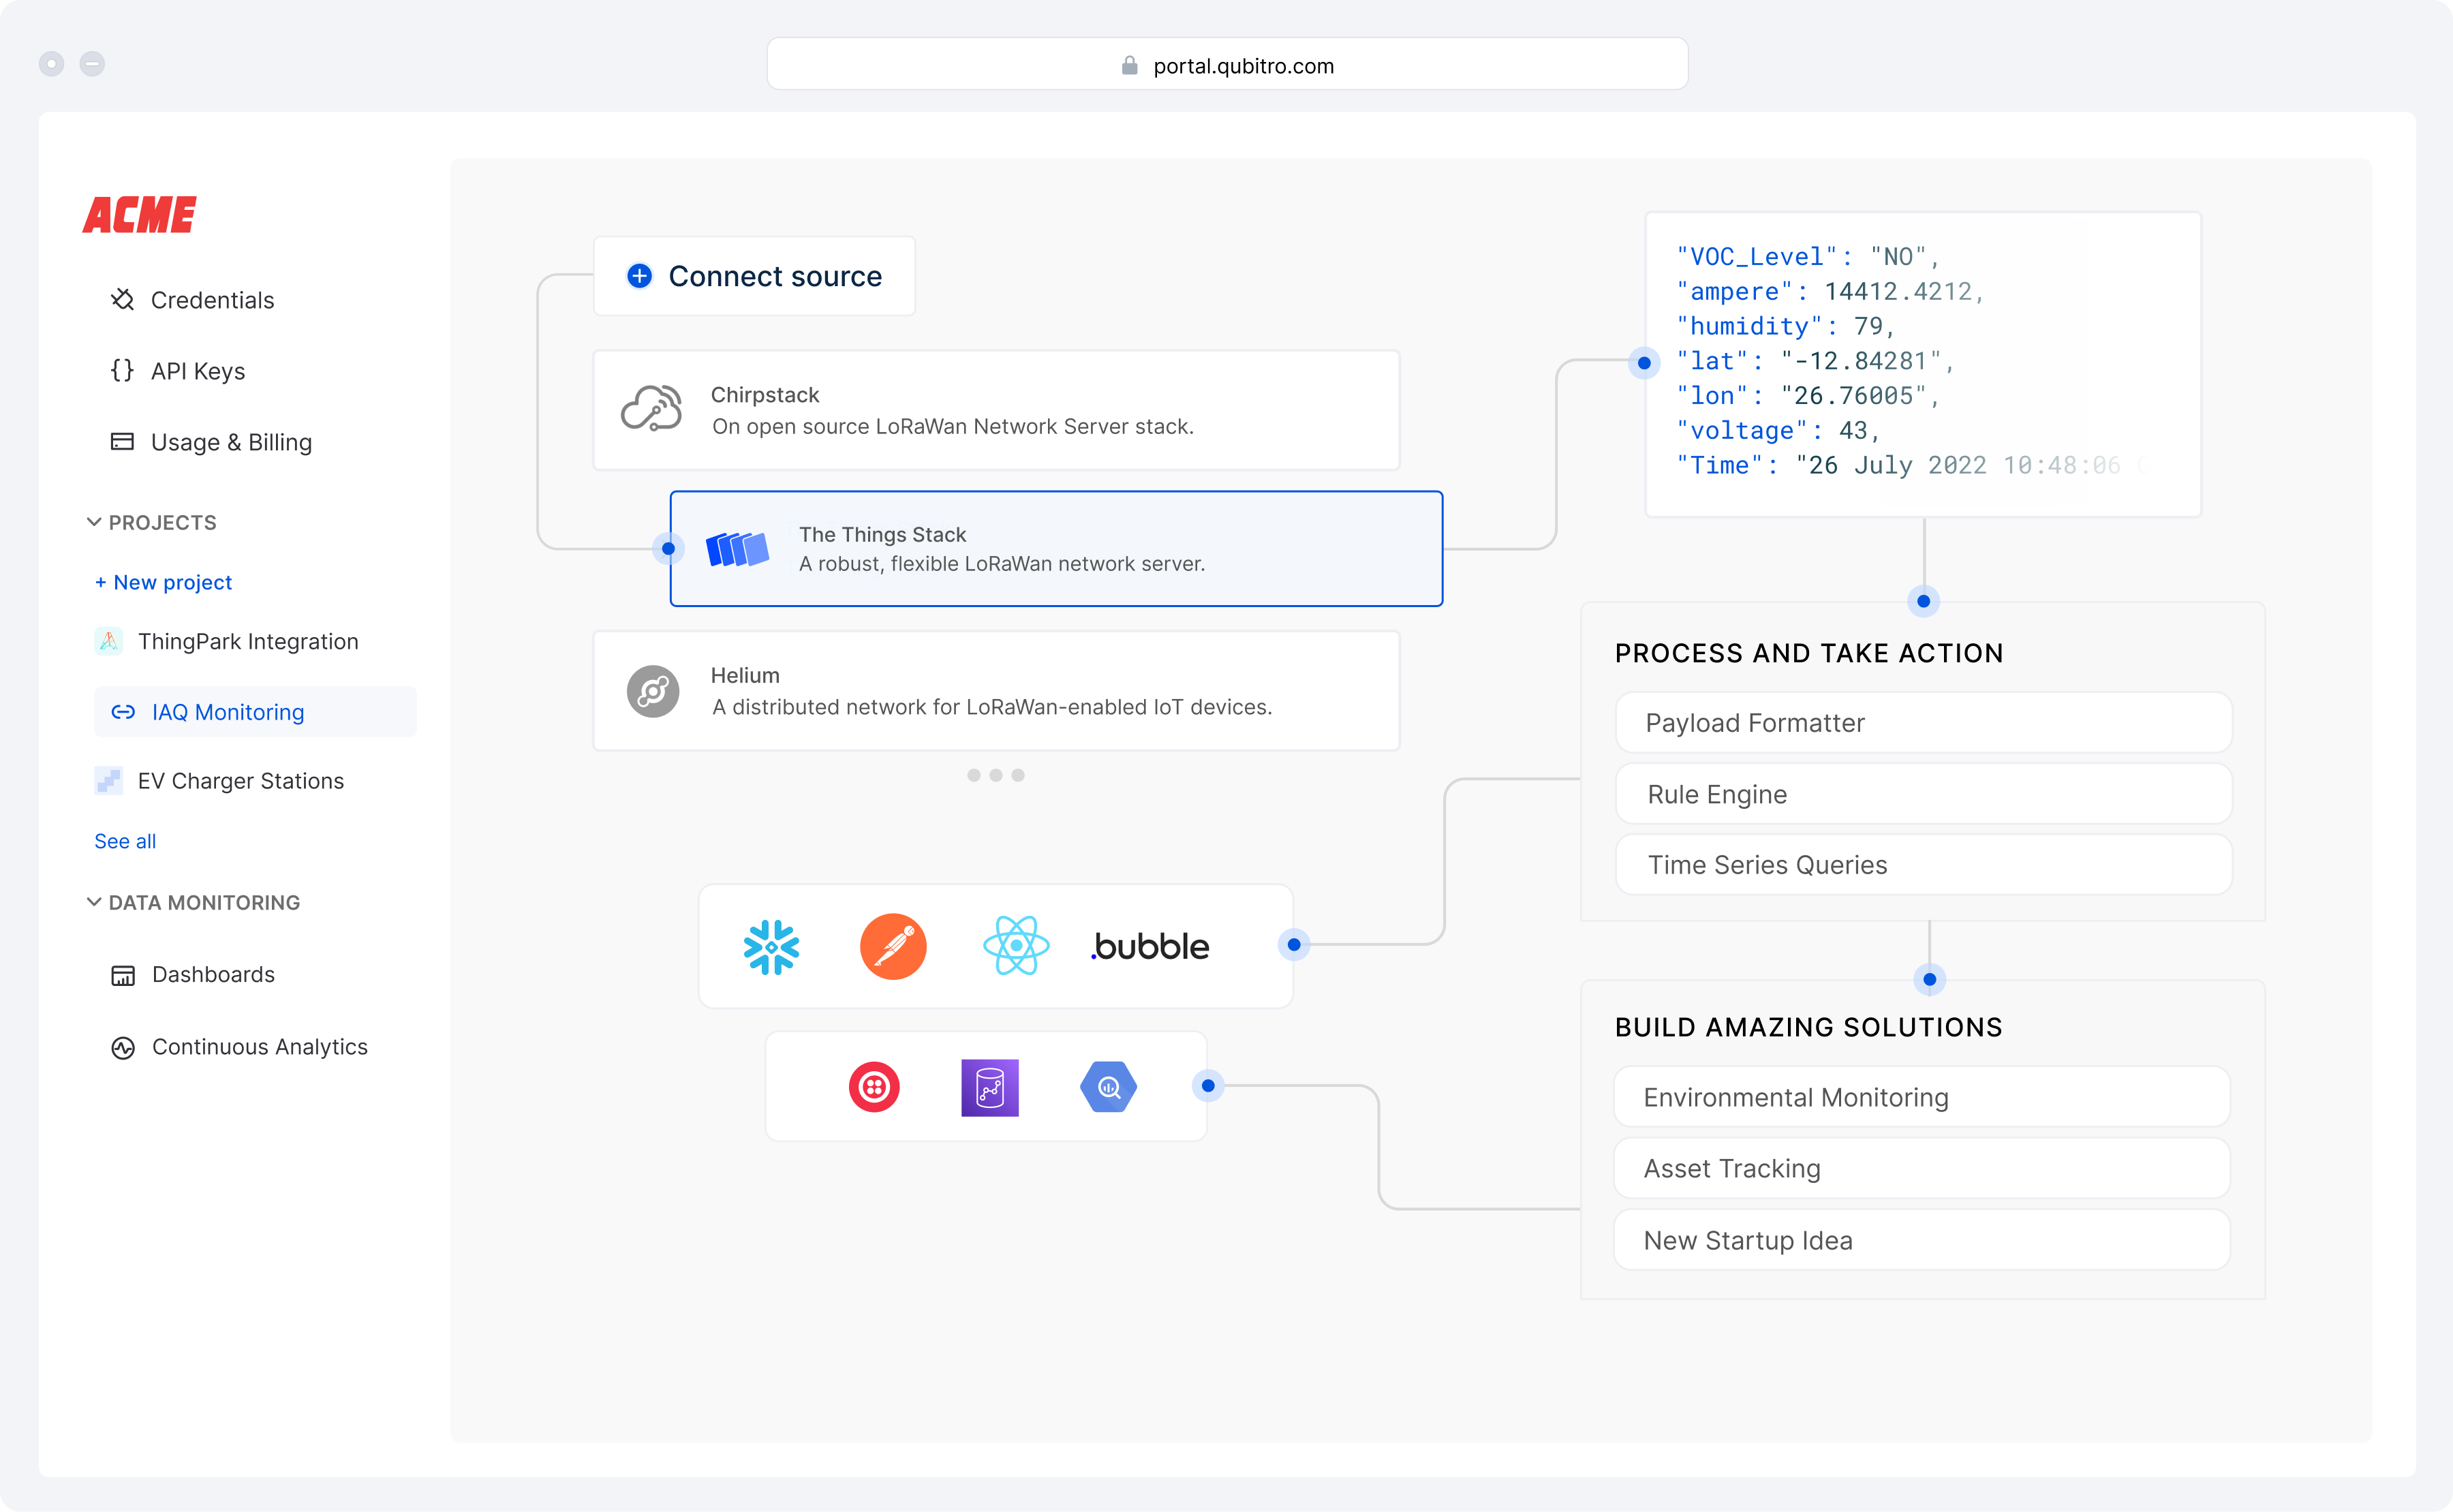 portal.qubitro.com
ACME
Credentials
API Keys
Usage & Billing
PROJECTS
+ New project
ThingPark Integration
IAQ Monitoring
EV Charger Stations
See all
DATA MONITORING
Dashboards
Continuous Analytics
Connect source
Chirpstack
On open source LoRaWan Network Server stack.
The Things Stack
A robust, flexible LoRaWan network server.
Helium
A distributed network for LoRaWan-enabled IoT devices.
.bubble
"VOC_Level": "NO",
"ampere": 14412.4212,
"humidity": 79,
"lat": "-12.84281",
"lon": "26.76005",
"voltage": 43,
"Time": "26 July 2022 10:48:06
PROCESS AND TAKE ACTION
Payload Formatter
Rule Engine
Time Series Queries
BUILD AMAZING SOLUTIONS
Environmental Monitoring
Asset Tracking
New Startup Idea